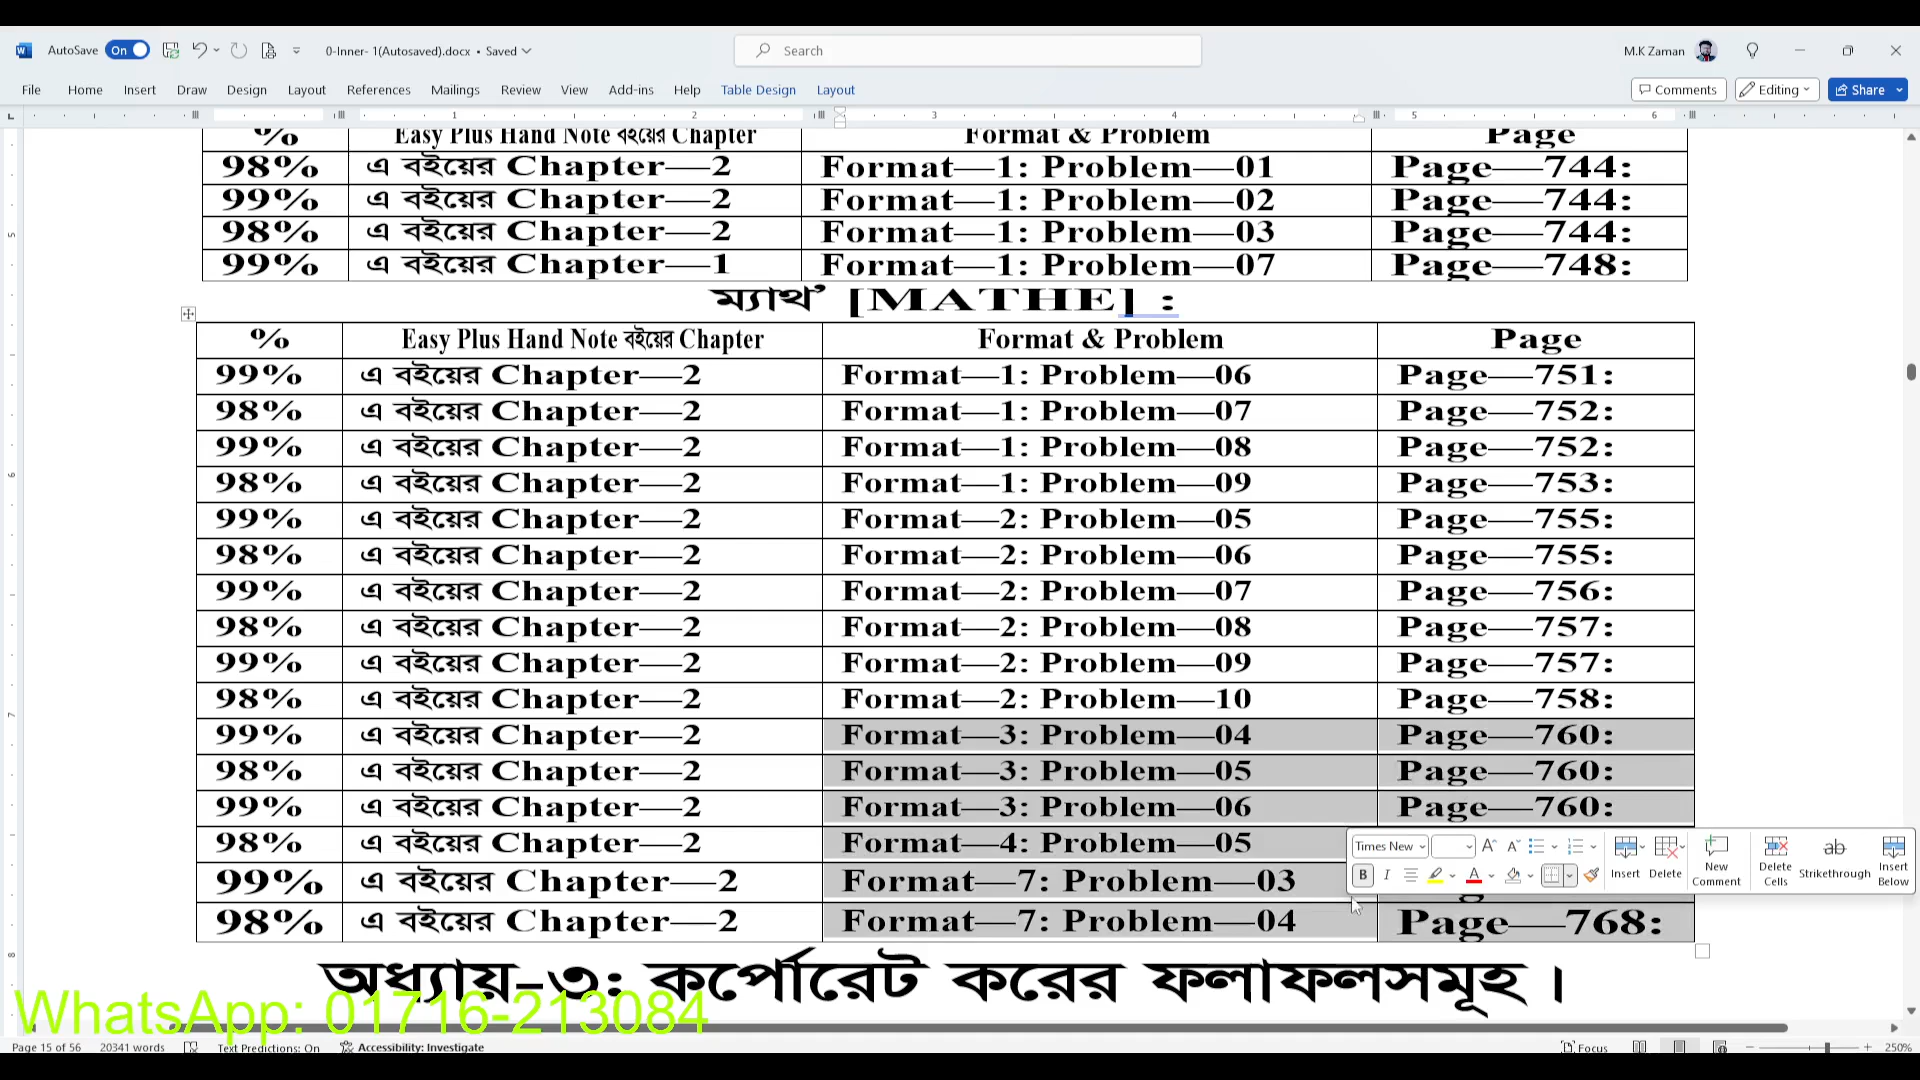 AutoSave On 0-Inner- 1(Autosaved).docx • Saved Search M.K Zaman
File Home Insert Draw Design Layout References Mailings Review View Add-ins Help Table Design Layout Comments Editing Share
1 2 3 4 5 6
% Easy Plus Hand Note বইয়ের Chapter Format & Problem Page
98% এ বইয়ের Chapter—2 Format—1: Problem—01 Page—744:
99% এ বইয়ের Chapter—2 Format—1: Problem—02 Page—744:
98% এ বইয়ের Chapter—2 Format—1: Problem—03 Page—744:
99% এ বইয়ের Chapter—1 Format—1: Problem—07 Page—748:
ম্যাথ’ [MATHE] :
% Easy Plus Hand Note বইয়ের Chapter Format & Problem Page
99% এ বইয়ের Chapter—2 Format—1: Problem—06 Page—751:
98% এ বইয়ের Chapter—2 Format—1: Problem—07 Page—752:
99% এ বইয়ের Chapter—2 Format—1: Problem—08 Page—752:
98% এ বইয়ের Chapter—2 Format—1: Problem—09 Page—753:
99% এ বইয়ের Chapter—2 Format—2: Problem—05 Page—755:
98% এ বইয়ের Chapter—2 Format—2: Problem—06 Page—755:
99% এ বইয়ের Chapter—2 Format—2: Problem—07 Page—756:
98% এ বইয়ের Chapter—2 Format—2: Problem—08 Page—757:
99% এ বইয়ের Chapter—2 Format—2: Problem—09 Page—757:
98% এ বইয়ের Chapter—2 Format—2: Problem—10 Page—758:
99% এ বইয়ের Chapter—2 Format—3: Problem—04 Page—760:
98% এ বইয়ের Chapter—2 Format—3: Problem—05 Page—760:
99% এ বইয়ের Chapter—2 Format—3: Problem—06 Page—760:
98% এ বইয়ের Chapter—2 Format—4: Problem—05
99% এ বইয়ের Chapter—2 Format—7: Problem—03
98% এ বইয়ের Chapter—2 Format—7: Problem—04 Page—768:
Times New
Insert Delete New Comment Delete Cells Strikethrough Insert Below
অধ্যায়-৩: কর্পোরেট করের ফলাফলসমূহ।
WhatsApp: 01716-213084
Page 15 of 56 20341 words Text Predictions: On Accessibility: Investigate Focus 250%